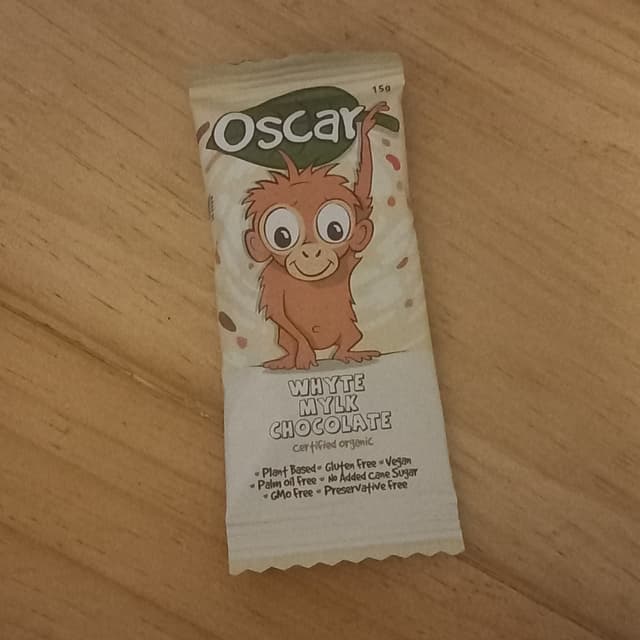 15g
Oscar
WHYTE
MYLK
CHOCOLATE
certified organic
• Plant Based • Gluten Free • Vegan
• Palm oil Free • No Added Cane Sugar
• GMO Free • Preservative Free